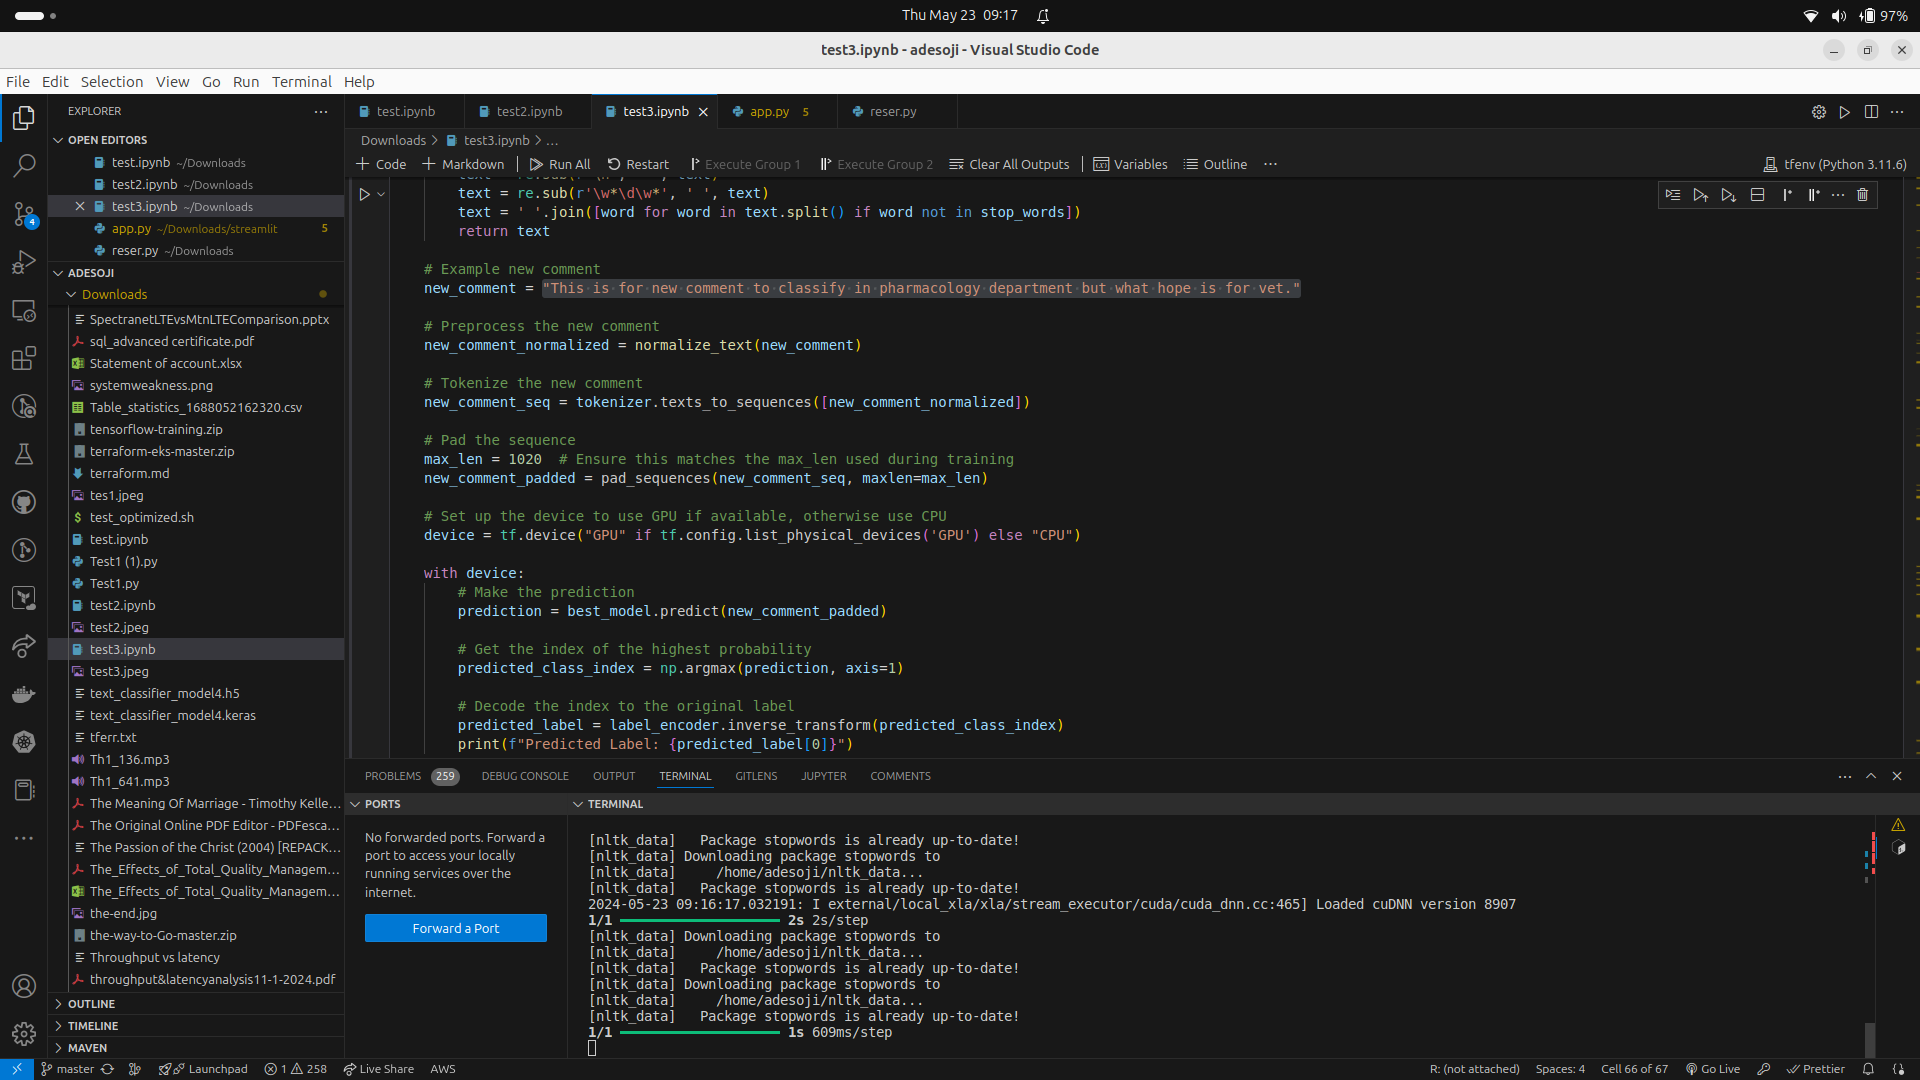 Thu May 23 09:17
97%
test3.ipynb - adesoji - Visual Studio Code
File Edit Selection View Go Run Terminal Help
EXPLORER
OPEN EDITORS
test.ipynb ~/Downloads
test2.ipynb ~/Downloads
test3.ipynb ~/Downloads
app.py ~/Downloads/streamlit 5
reser.py ~/Downloads
ADESOJI
Downloads
SpectranetLTEvsMtnLTEComparison.pptx
sql_advanced certificate.pdf
Statement of account.xlsx
systemweakness.png
Table_statistics_1688052162320.csv
tensorflow-training.zip
terraform-eks-master.zip
terraform.md
tes1.jpeg
test_optimized.sh
test.ipynb
Test1 (1).py
Test1.py
test2.ipynb
test2.jpeg
test3.ipynb
test3.jpeg
text_classifier_model4.h5
text_classifier_model4.keras
tferr.txt
Th1_136.mp3
Th1_641.mp3
The Meaning Of Marriage - Timothy Kelle...
The Original Online PDF Editor - PDFesca...
The Passion of the Christ (2004) [REPACK...
The_Effects_of_Total_Quality_Managem...
The_Effects_of_Total_Quality_Managem...
the-end.jpg
the-way-to-Go-master.zip
Throughput vs latency
throughput&latencyanalysis11-1-2024.pdf
OUTLINE
TIMELINE
MAVEN
4
test.ipynb test2.ipynb test3.ipynb app.py 5 reser.py
Downloads > test3.ipynb > ...
+ Code + Markdown Run All Restart Execute Group 1 Execute Group 2 Clear All Outputs Variables Outline ...
tfenv (Python 3.11.6)
text = re.sub(r'\w*\d\w*', ' ', text)
text = ' '.join([word for word in text.split() if word not in stop_words])
return text
# Example new comment
new_comment = "This is for new comment to classify in pharmacology department but what hope is for vet."
# Preprocess the new comment
new_comment_normalized = normalize_text(new_comment)
# Tokenize the new comment
new_comment_seq = tokenizer.texts_to_sequences([new_comment_normalized])
# Pad the sequence
max_len = 1020 # Ensure this matches the max_len used during training
new_comment_padded = pad_sequences(new_comment_seq, maxlen=max_len)
# Set up the device to use GPU if available, otherwise use CPU
device = tf.device("GPU" if tf.config.list_physical_devices('GPU') else "CPU")
with device:
# Make the prediction
prediction = best_model.predict(new_comment_padded)
# Get the index of the highest probability
predicted_class_index = np.argmax(prediction, axis=1)
# Decode the index to the original label
predicted_label = label_encoder.inverse_transform(predicted_class_index)
print(f"Predicted Label: {predicted_label[0]}")
PROBLEMS 259 DEBUG CONSOLE OUTPUT TERMINAL GITLENS JUPYTER COMMENTS
PORTS
No forwarded ports. Forward a
port to access your locally
running services over the
internet.
Forward a Port
TERMINAL
[nltk_data] Package stopwords is already up-to-date!
[nltk_data] Downloading package stopwords to
[nltk_data] /home/adesoji/nltk_data...
[nltk_data] Package stopwords is already up-to-date!
2024-05-23 09:16:17.032191: I external/local_xla/xla/stream_executor/cuda/cuda_dnn.cc:465] Loaded cuDNN version 8907
1/1 2s 2s/step
[nltk_data] Downloading package stopwords to
[nltk_data] /home/adesoji/nltk_data...
[nltk_data] Package stopwords is already up-to-date!
[nltk_data] Downloading package stopwords to
[nltk_data] /home/adesoji/nltk_data...
[nltk_data] Package stopwords is already up-to-date!
1/1 1s 609ms/step
master Launchpad 1 258 Live Share AWS
R: (not attached) Spaces: 4 Cell 66 of 67 Go Live Prettier